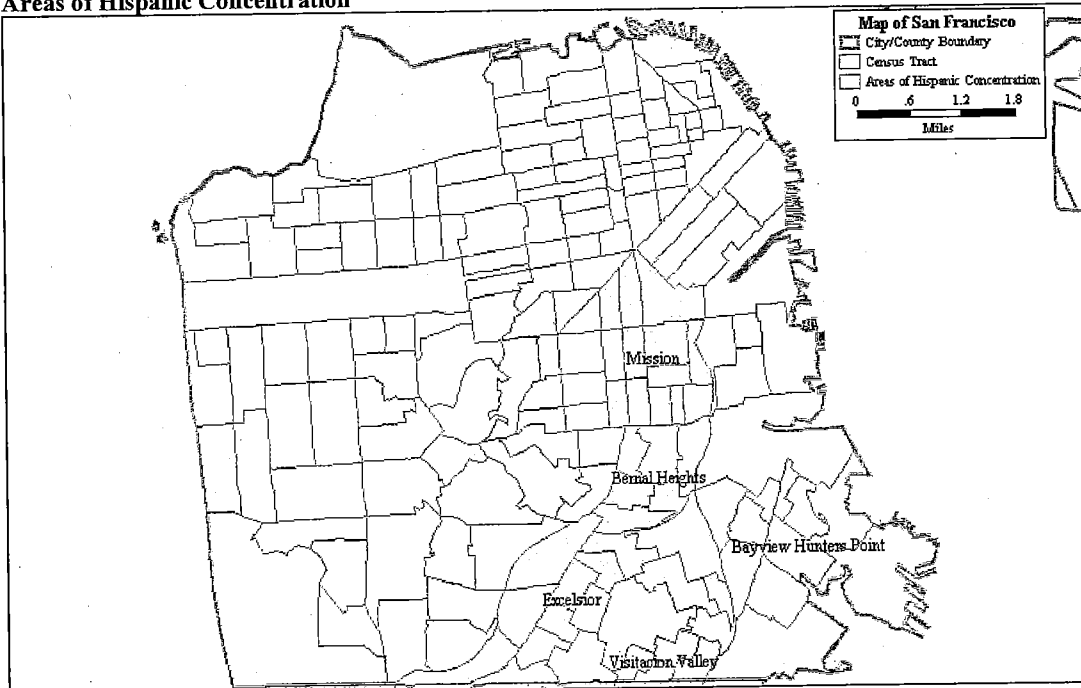 Areas of Hispanic Concentration
Map of San Francisco
City/County Boundary
Census Tract
Areas of Hispanic Concentration
0 .6 1.2 1.8
Miles
Mission
Bernal Heights
Bayview Hunters Point
Excelsior
Visitacion Valley